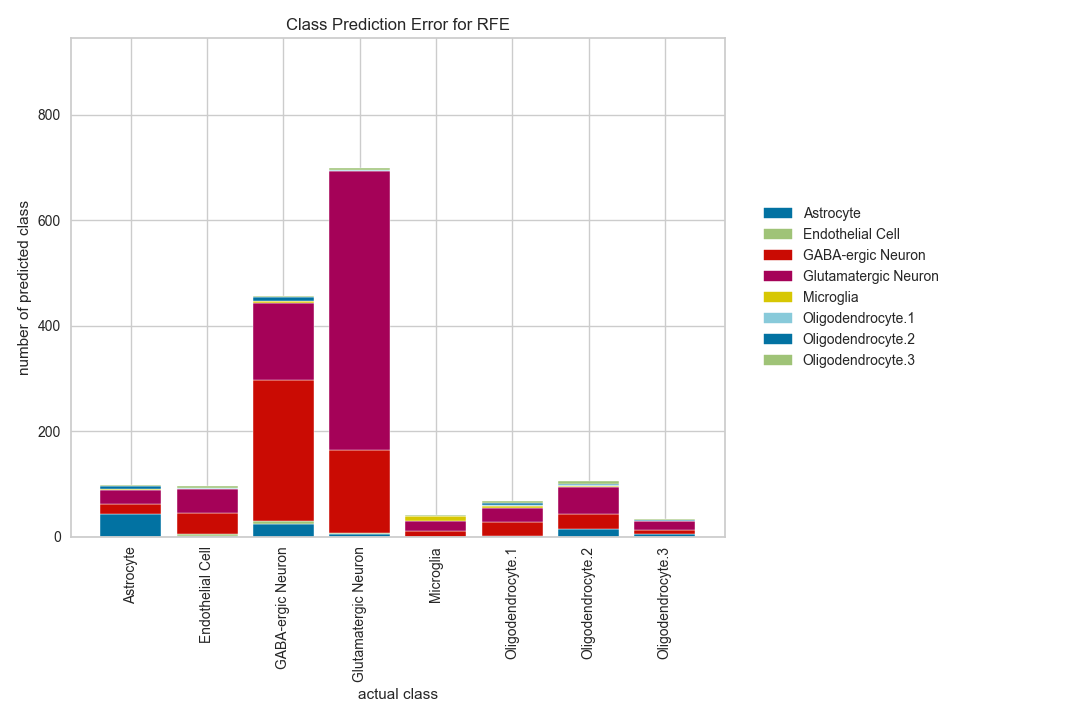 Class Prediction Error for RFE
number of predicted class
800
600
400
200
0
Astrocyte
Endothelial Cell
GABA-ergic Neuron
Glutamatergic Neuron
Microglia
Oligodendrocyte.1
Oligodendrocyte.2
Oligodendrocyte.3
actual class
Astrocyte
Endothelial Cell
GABA-ergic Neuron
Glutamatergic Neuron
Microglia
Oligodendrocyte.1
Oligodendrocyte.2
Oligodendrocyte.3